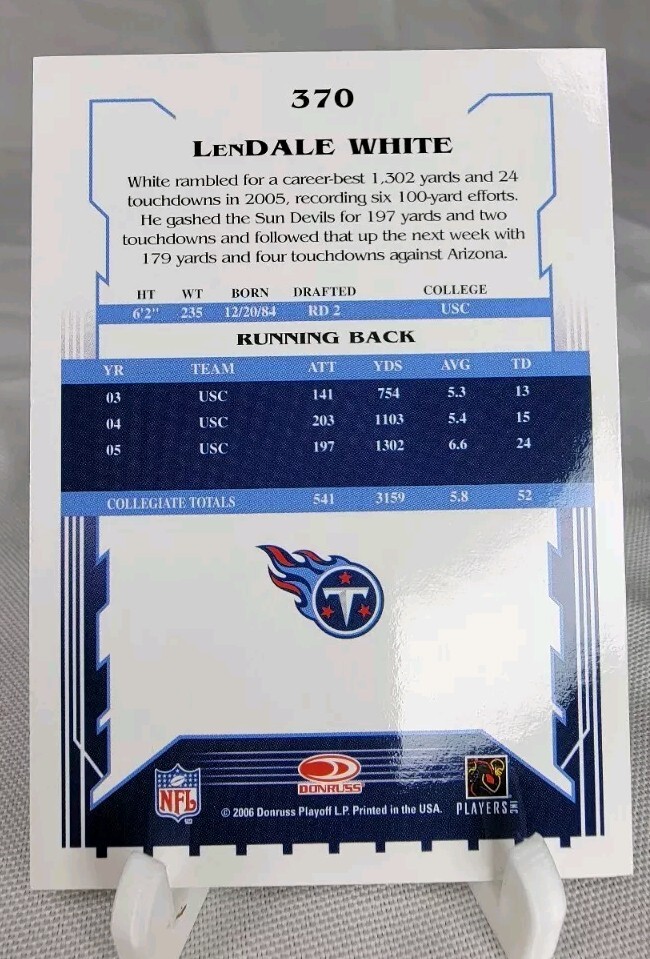 370
LENDALE WHITE
White rambled for a career-best 1,302 yards and 24
touchdowns in 2005, recording six 100-yard efforts.
He gashed the Sun Devils for 197 yards and two
touchdowns and followed that up the next week with
179 yards and four touchdowns against Arizona.
HT WT BORN DRAFTED COLLEGE
6'2" 235 12/20/84 RD 2 USC
RUNNING BACK
YR TEAM ATT YDS AVG TD
03 USC 141 754 5.3 13
04 USC 203 1103 5.4 15
05 USC 197 1302 6.6 24
COLLEGIATE TOTALS 541 3159 5.8 52
T
NFL
DONRUSS
© 2006 Donruss Playoff L.P. Printed in the USA.
PLAYERS INC